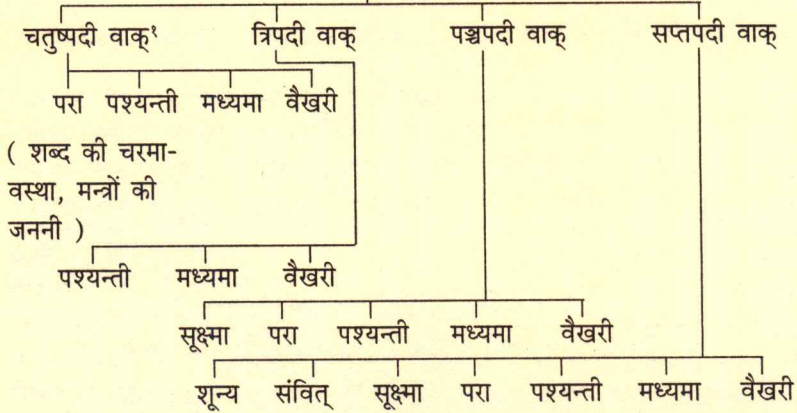 चतुष्पदी वाक्१ त्रिपदी वाक् पञ्चपदी वाक् सप्तपदी वाक्
परा पश्यन्ती मध्यमा वैखरी
( शब्द की चरमा-
वस्था, मन्त्रों की
जननी )
पश्यन्ती मध्यमा वैखरी
सूक्ष्मा परा पश्यन्ती मध्यमा वैखरी
शून्य संवित् सूक्ष्मा परा पश्यन्ती मध्यमा वैखरी